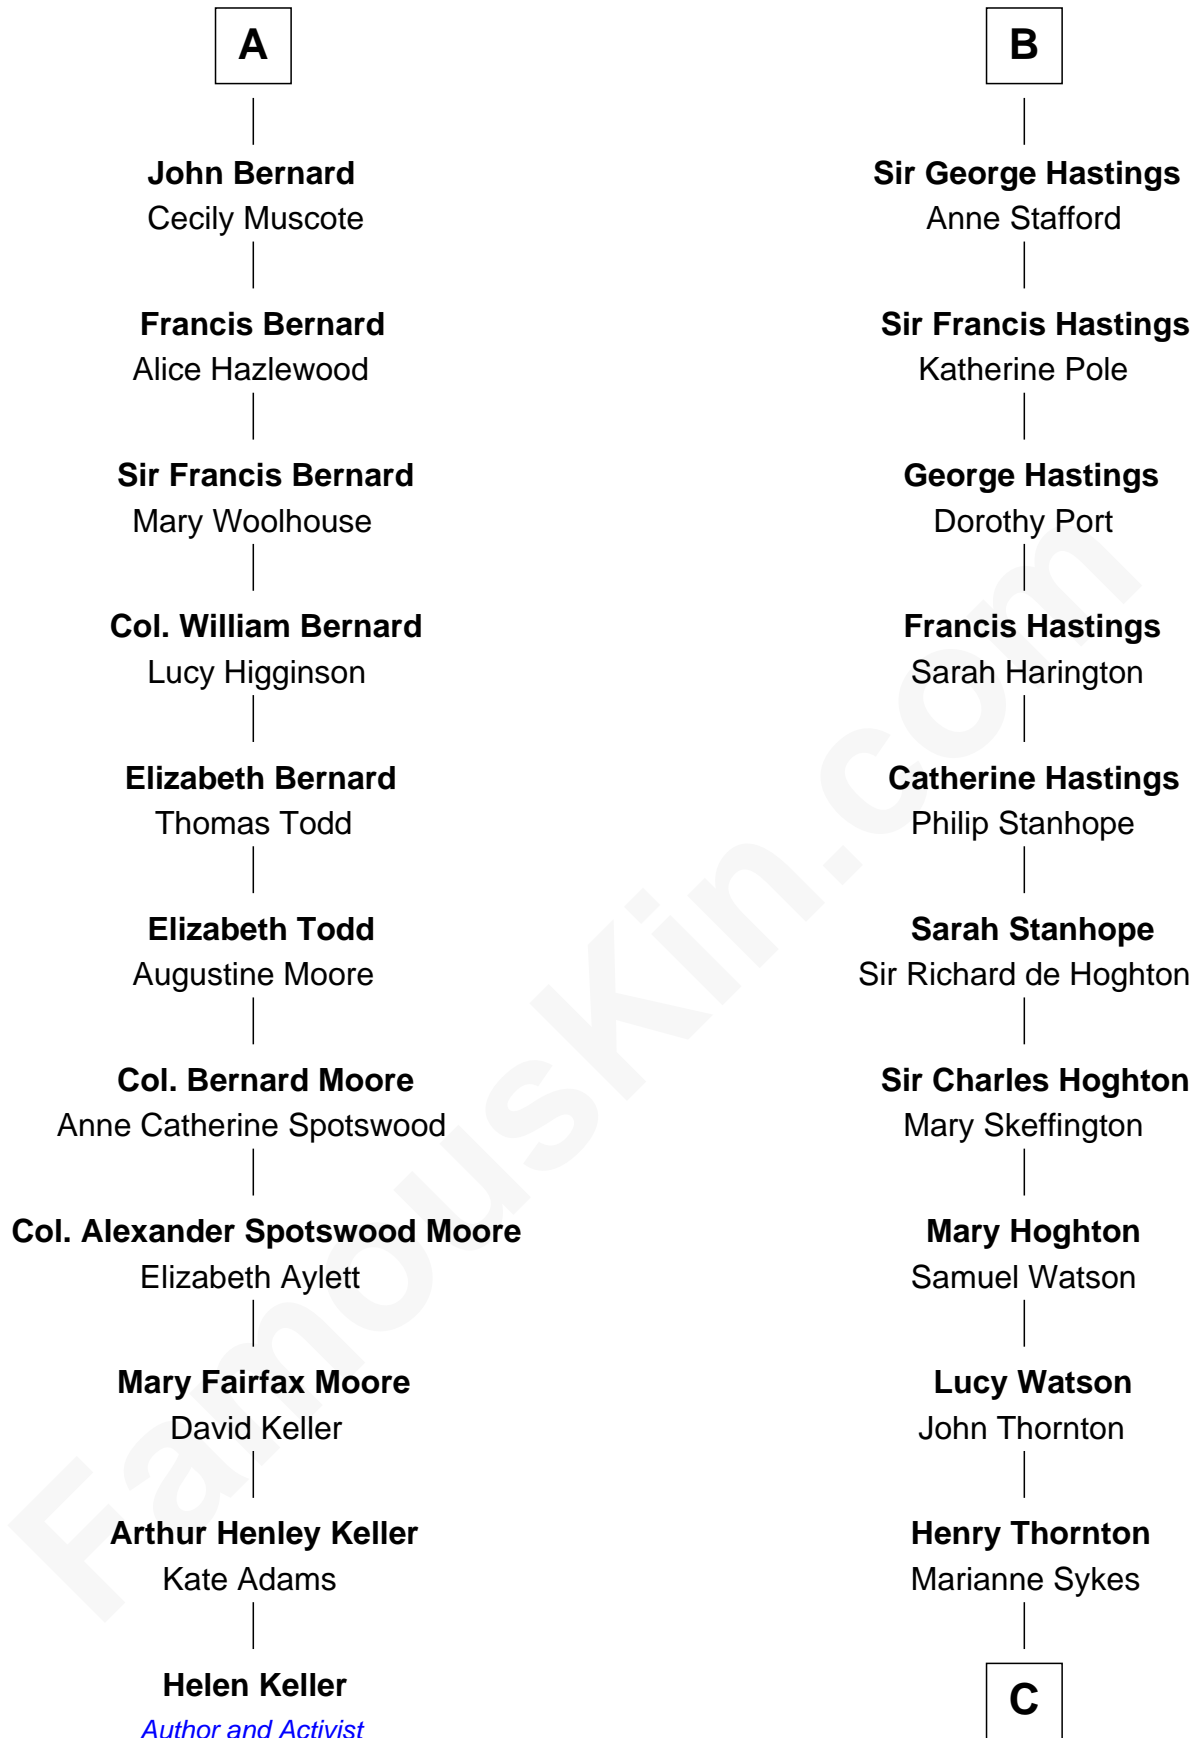 A
John Bernard
Cecily Muscote
Francis Bernard
Alice Hazlewood
Sir Francis Bernard
Mary Woolhouse
Col. William Bernard
Lucy Higginson
Elizabeth Bernard
Thomas Todd
Elizabeth Todd
Augustine Moore
Col. Bernard Moore
Anne Catherine Spotswood
Col. Alexander Spotswood Moore
Elizabeth Aylett
Mary Fairfax Moore
David Keller
Arthur Henley Keller
Kate Adams
Helen Keller
Author and Activist
B
Sir George Hastings
Anne Stafford
Sir Francis Hastings
Katherine Pole
George Hastings
Dorothy Port
Francis Hastings
Sarah Harington
Catherine Hastings
Philip Stanhope
Sarah Stanhope
Sir Richard de Hoghton
Sir Charles Hoghton
Mary Skeffington
Mary Hoghton
Samuel Watson
Lucy Watson
John Thornton
Henry Thornton
Marianne Sykes
C
FamousKin.com